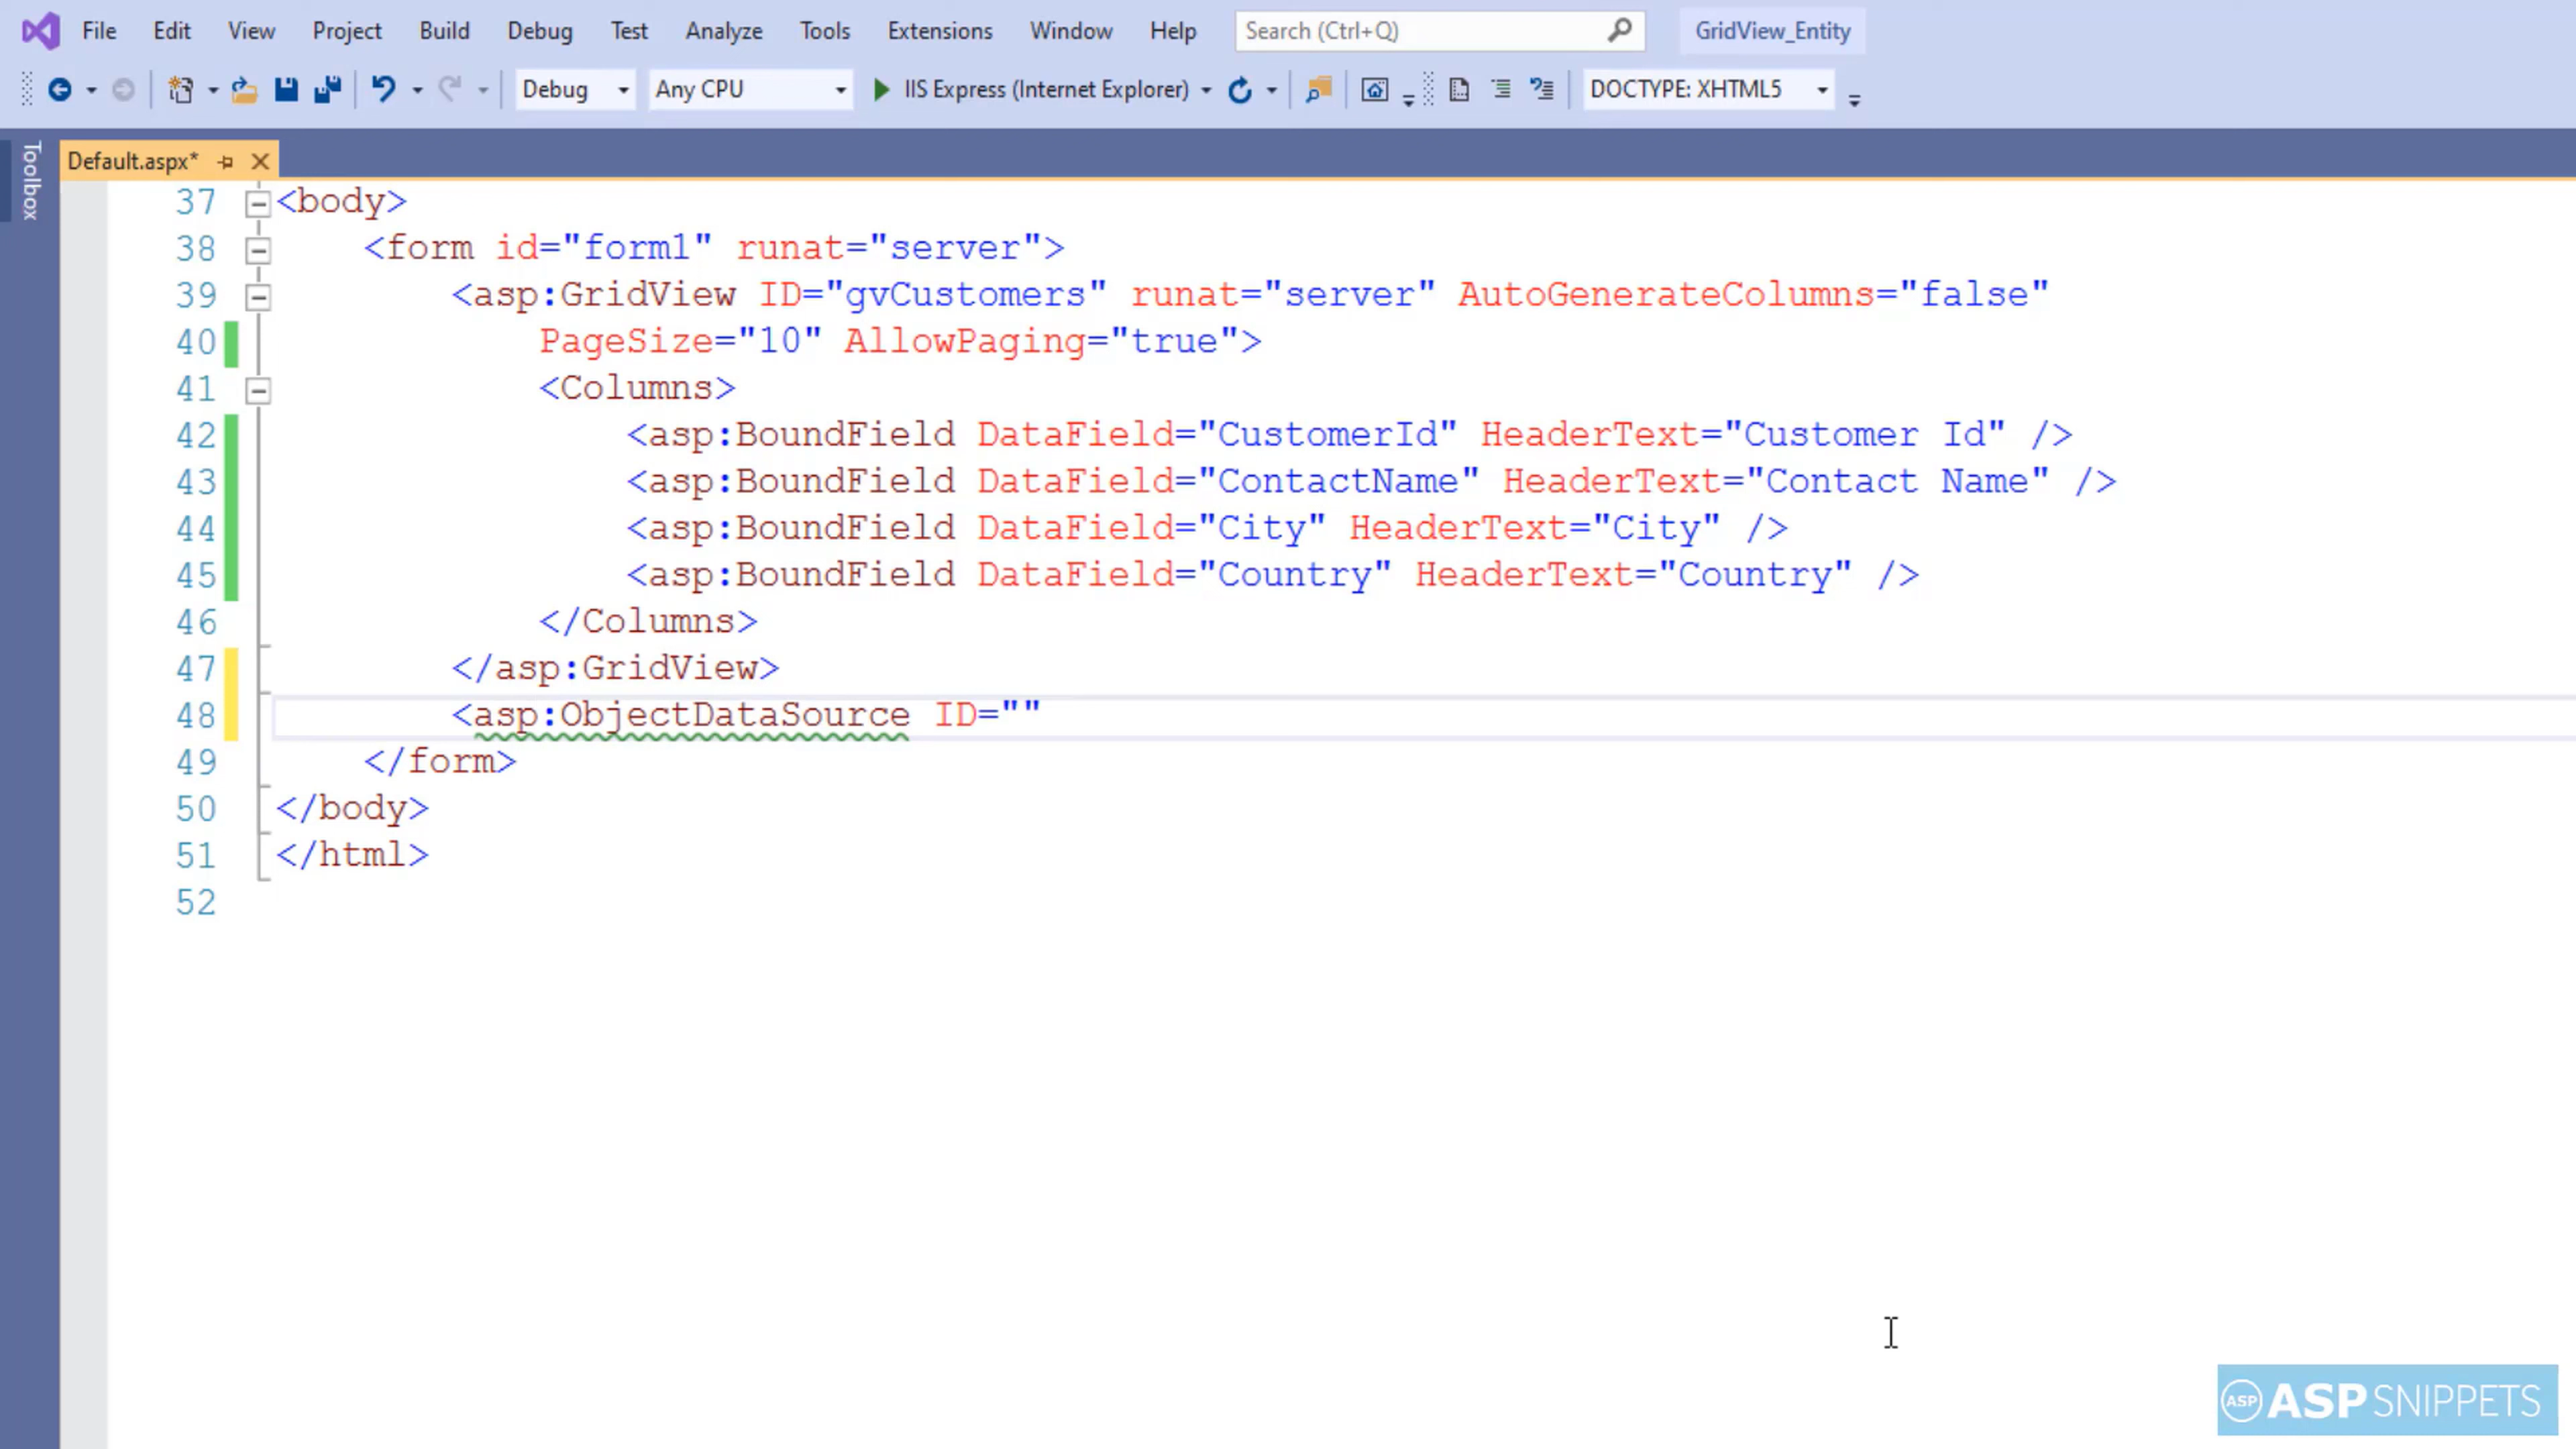 File Edit View Project Build Debug Test Analyze Tools Extensions Window Help Search (Ctrl+Q) GridView_Entity
Debug Any CPU IIS Express (Internet Explorer) DOCTYPE: XHTML5
Toolbox
Default.aspx*
37 <body>
38 <form id="form1" runat="server">
39 <asp:GridView ID="gvCustomers" runat="server" AutoGenerateColumns="false"
40 PageSize="10" AllowPaging="true">
41 <Columns>
42 <asp:BoundField DataField="CustomerId" HeaderText="Customer Id" />
43 <asp:BoundField DataField="ContactName" HeaderText="Contact Name" />
44 <asp:BoundField DataField="City" HeaderText="City" />
45 <asp:BoundField DataField="Country" HeaderText="Country" />
46 </Columns>
47 </asp:GridView>
48 <asp:ObjectDataSource ID=""
49 </form>
50 </body>
51 </html>
52
ASP ASPSNIPPETS